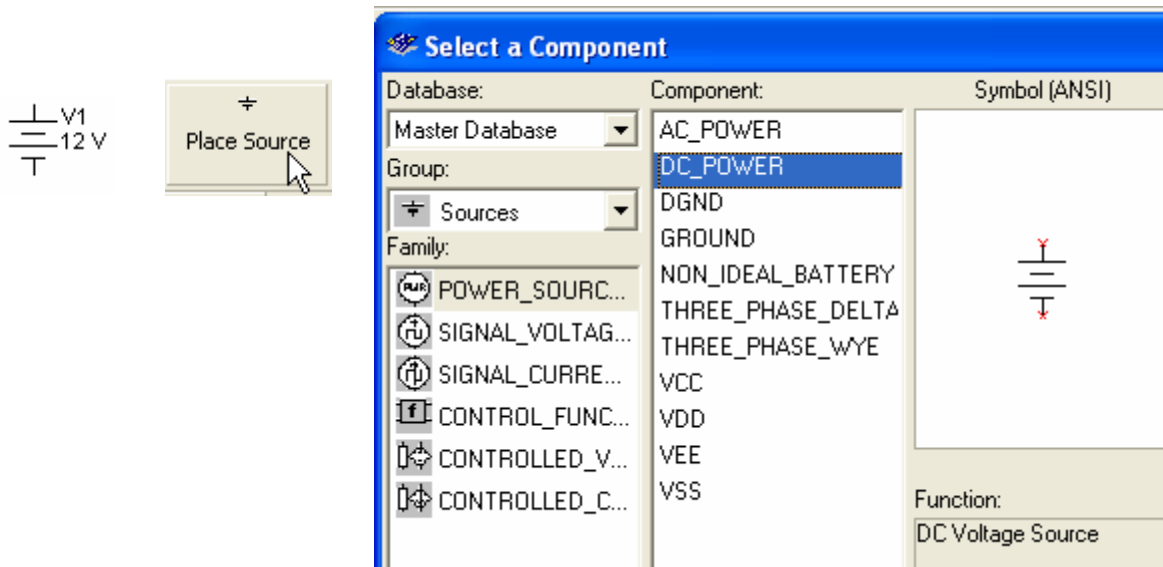 V1
12 V
Place Source
Select a Component
Database:
Master Database
Group:
Sources
Family:
POWER_SOURC...
SIGNAL_VOLTAG...
SIGNAL_CURRE...
CONTROL_FUNC...
CONTROLLED_V...
CONTROLLED_C...
Component:
AC_POWER
DC_POWER
DGND
GROUND
NON_IDEAL_BATTERY
THREE_PHASE_DELTA
THREE_PHASE_WYE
VCC
VDD
VEE
VSS
Symbol (ANSI)
Function:
DC Voltage Source